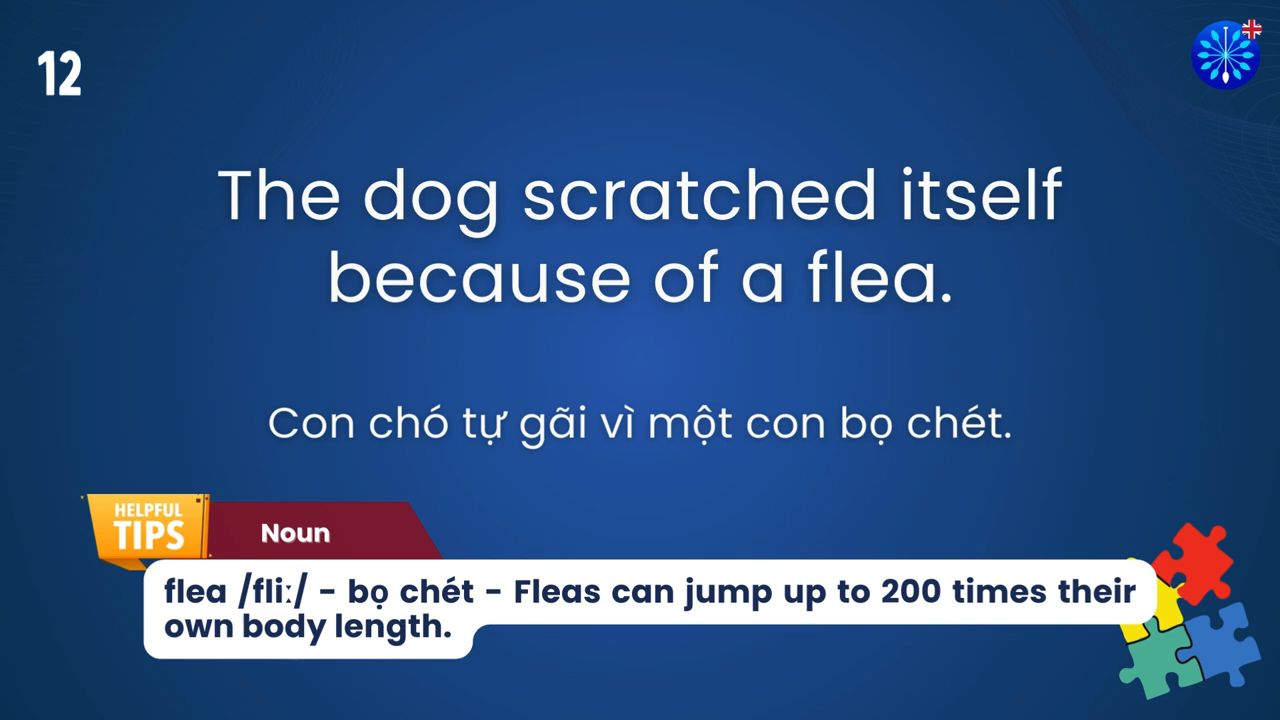 12
The dog scratched itself
because of a flea.
Con chó tự gãi vì một con bọ chét.
HELPFUL
TIPS
Noun
flea /fliː/ - bọ chét - Fleas can jump up to 200 times their
own body length.